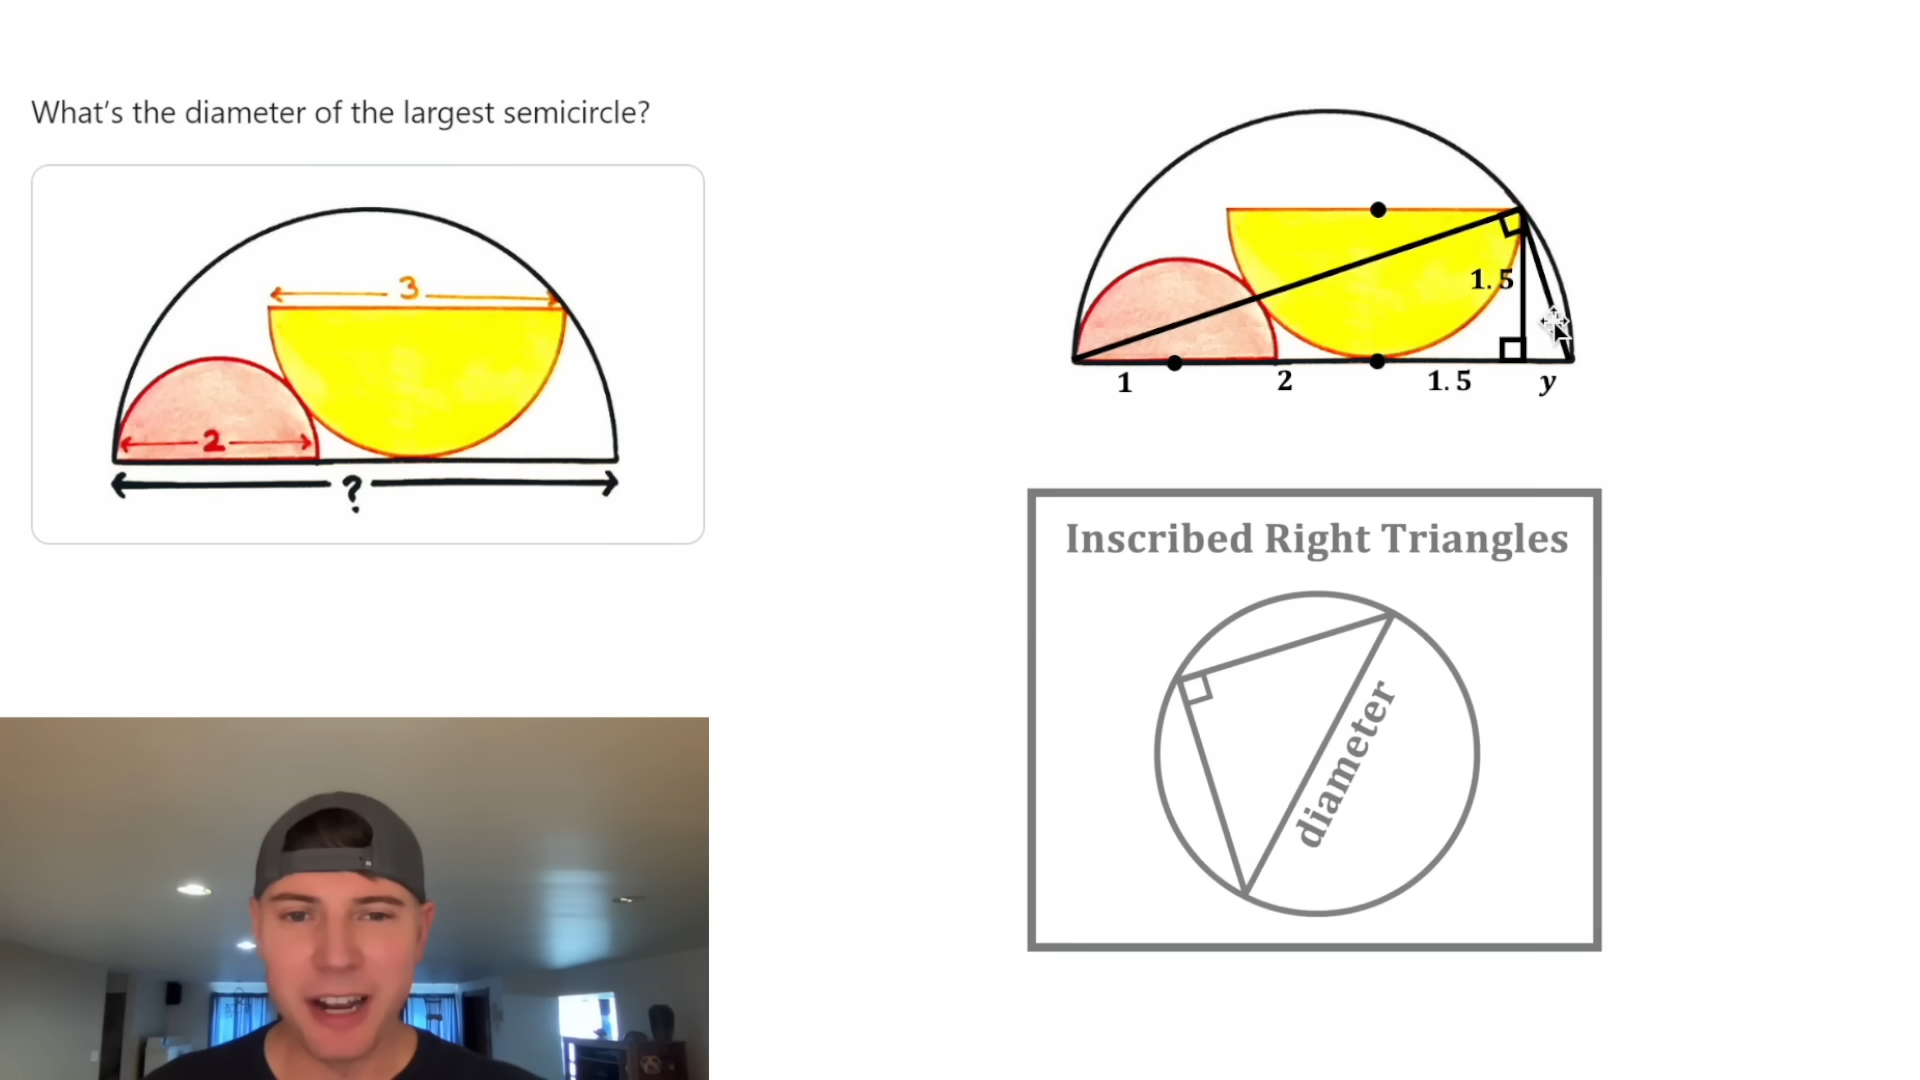 What's the diameter of the largest semicircle?
3
2
?
1.5
1 2 1.5 y
Inscribed Right Triangles
diameter